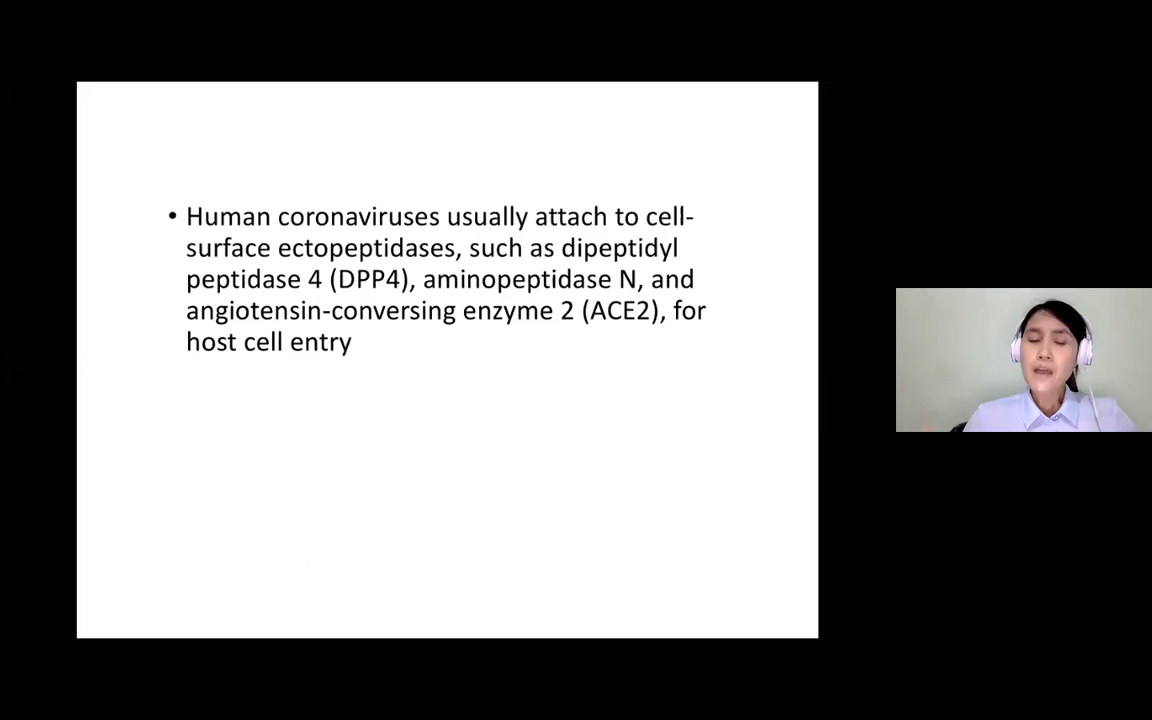 • Human coronaviruses usually attach to cell-
surface ectopeptidases, such as dipeptidyl
peptidase 4 (DPP4), aminopeptidase N, and
angiotensin-conversing enzyme 2 (ACE2), for
host cell entry